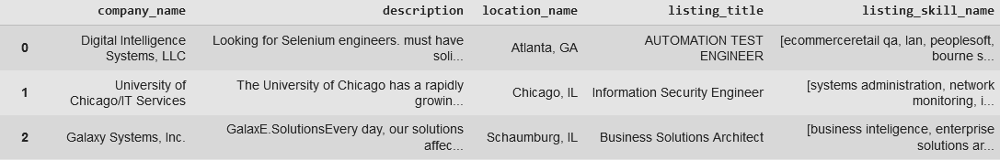 company_name description location_name listing_title listing_skill_name
0 Digital Intelligence Systems, LLC Looking for Selenium engineers. must have soli... Atlanta, GA AUTOMATION TEST ENGINEER [ecommerceretail qa, lan, peoplesoft, bourne s...
1 University of Chicago/IT Services The University of Chicago has a rapidly growin... Chicago, IL Information Security Engineer [systems administration, network monitoring, i...
2 Galaxy Systems, Inc. GalaxE.SolutionsEvery day, our solutions affec... Schaumburg, IL Business Solutions Architect [business inteligence, enterprise solutions ar...